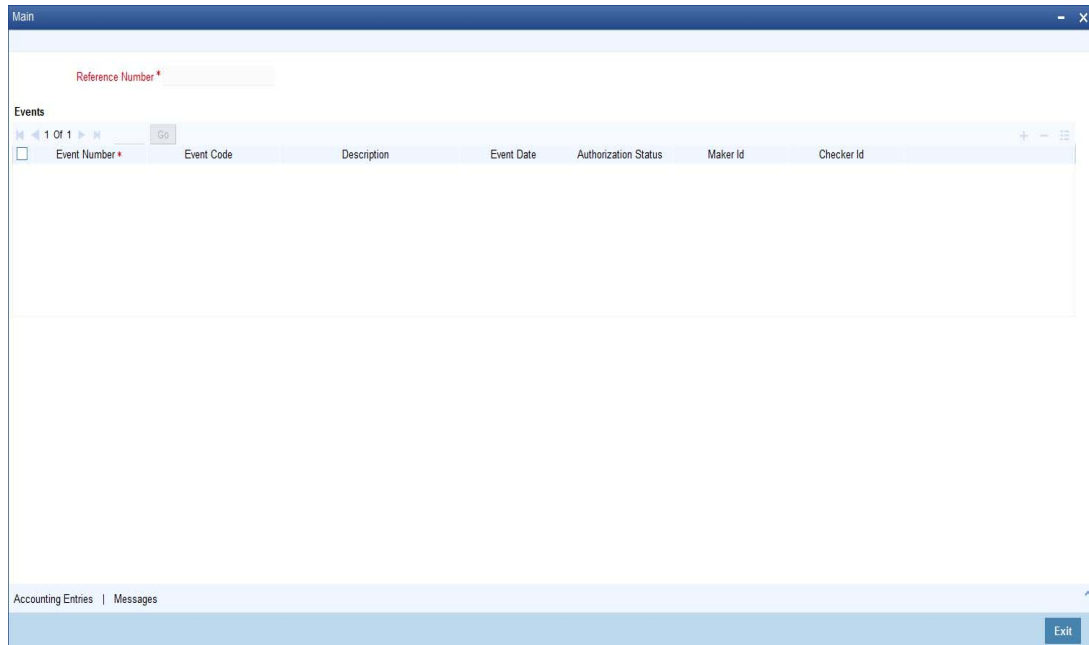 Main
Reference Number *
Events
1 Of 1 Go
Event Number * Event Code Description Event Date Authorization Status Maker Id Checker Id
Accounting Entries | Messages
Exit